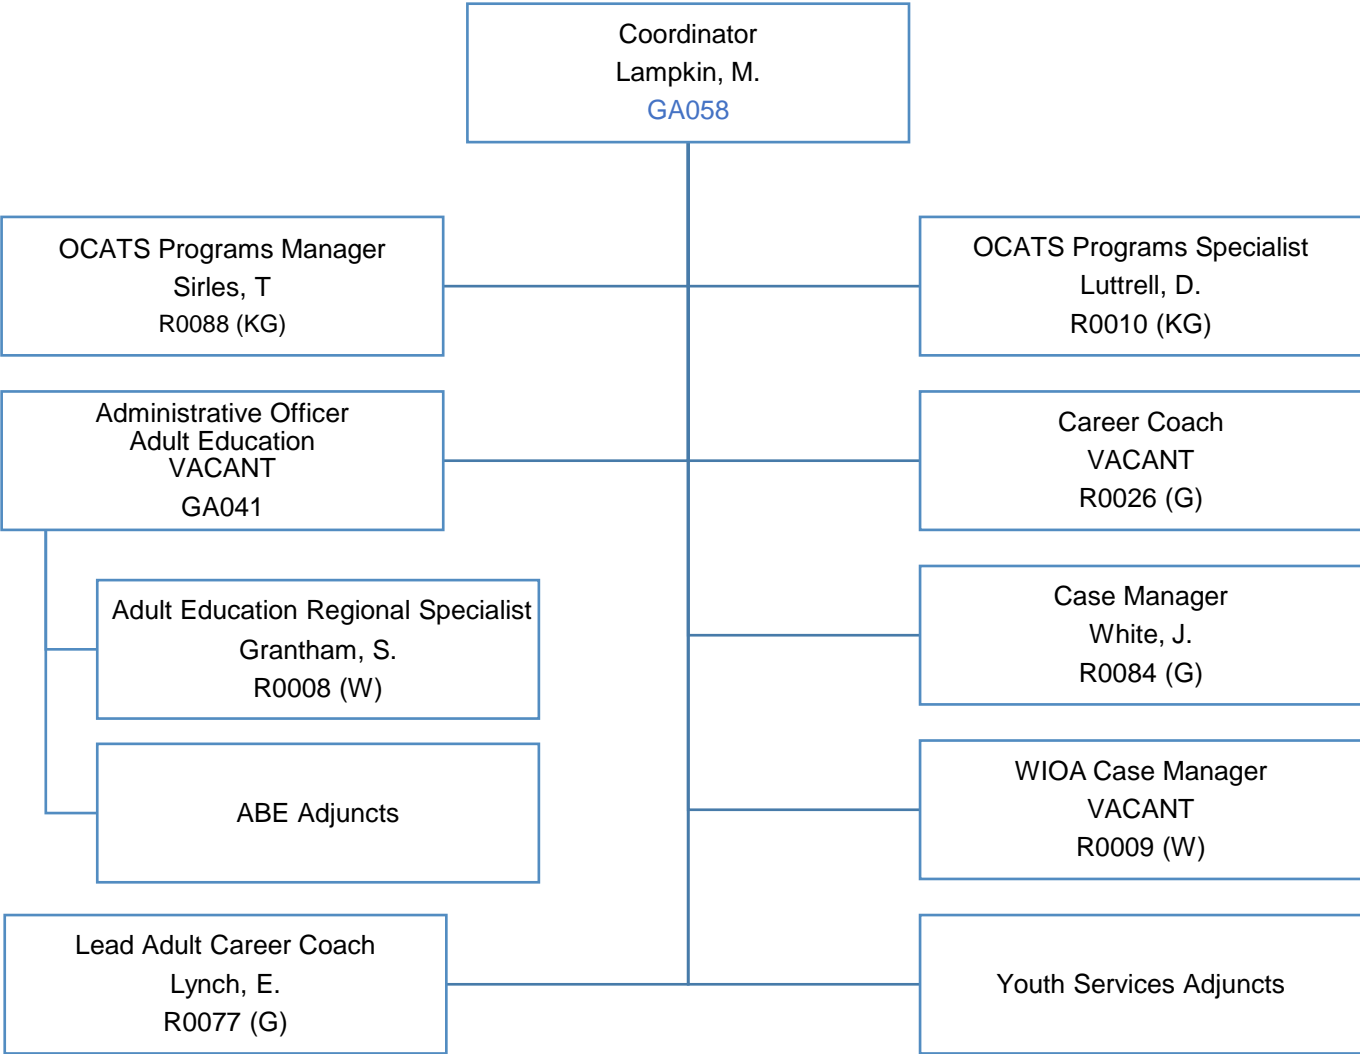 Coordinator
Lampkin, M.
GA058
OCATS Programs Manager
Sirles, T
R0088 (KG)
OCATS Programs Specialist
Luttrell, D.
R0010 (KG)
Administrative Officer
Adult Education
VACANT
GA041
Career Coach
VACANT
R0026 (G)
Adult Education Regional Specialist
Grantham, S.
R0008 (W)
Case Manager
White, J.
R0084 (G)
ABE Adjuncts
WIOA Case Manager
VACANT
R0009 (W)
Lead Adult Career Coach
Lynch, E.
R0077 (G)
Youth Services Adjuncts